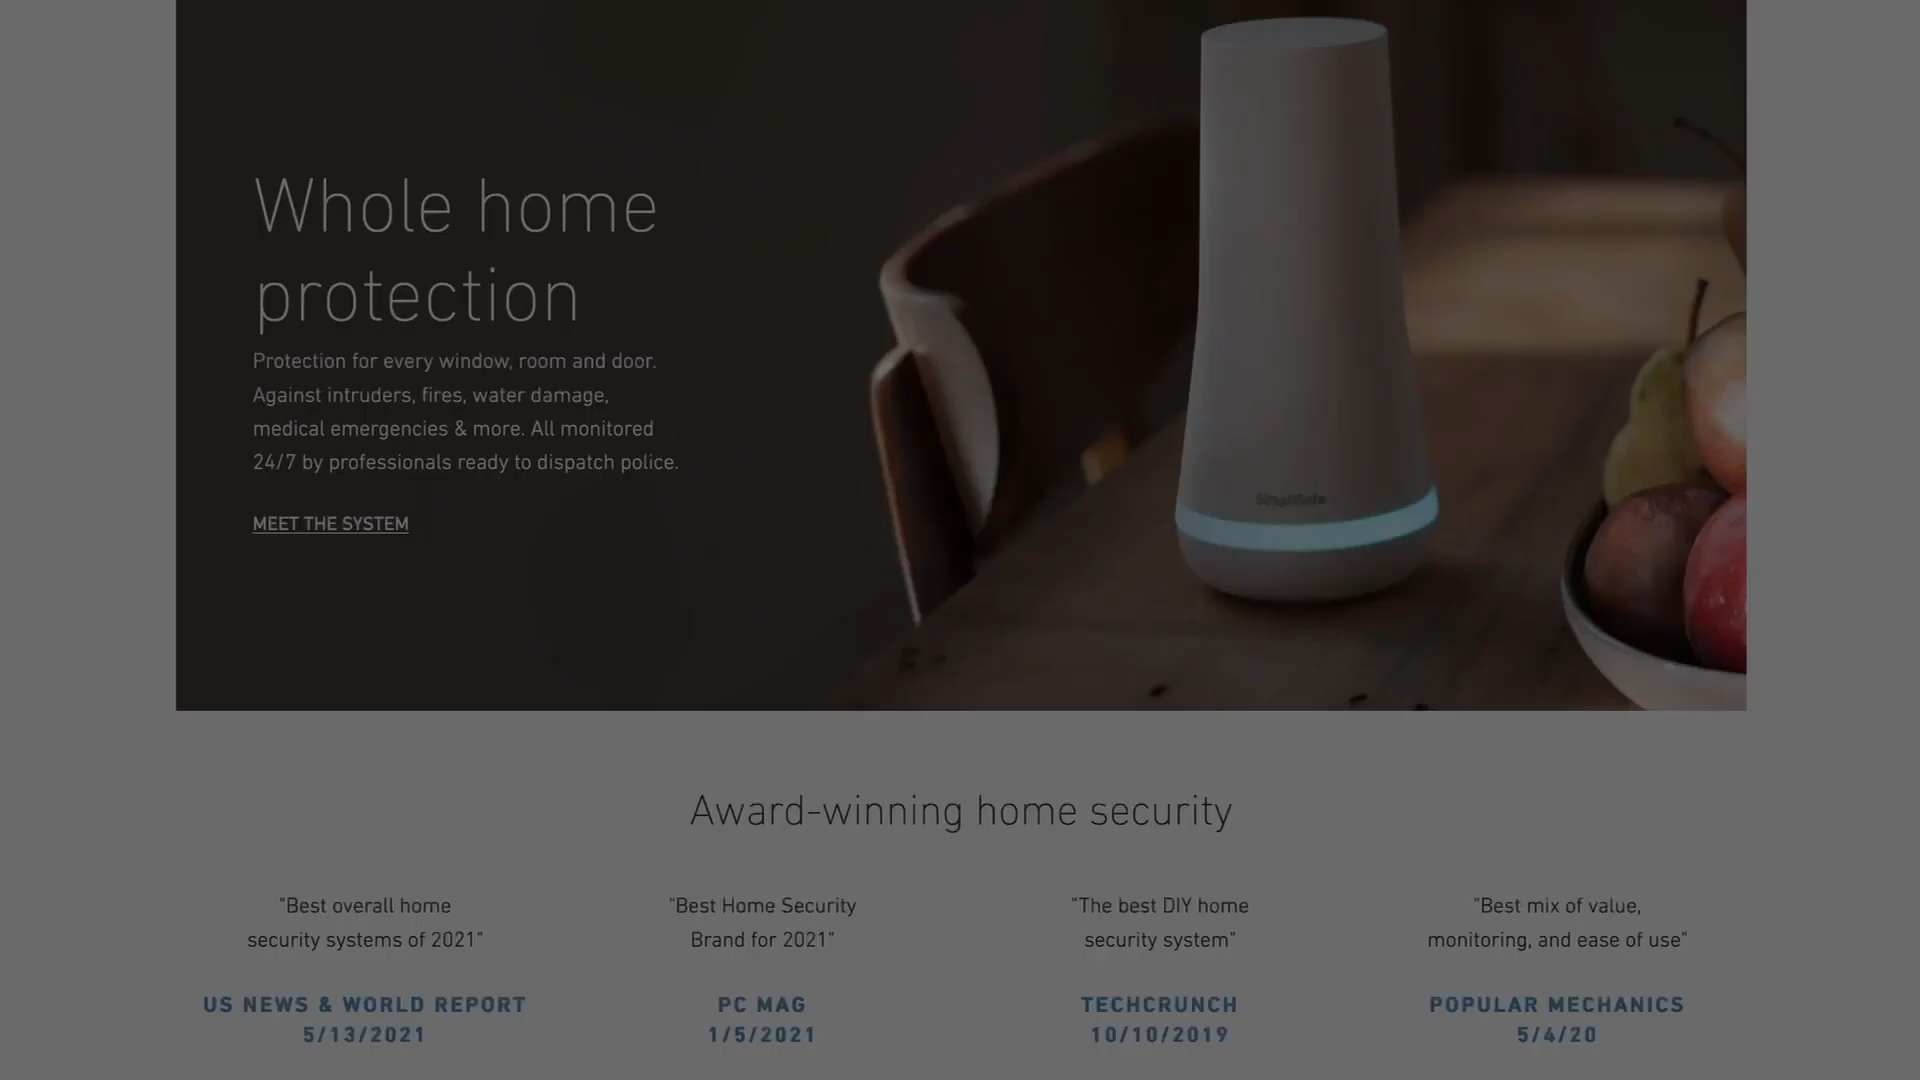 Whole home
protection
Protection for every window, room and door.
Against intruders, fires, water damage,
medical emergencies & more. All monitored
24/7 by professionals ready to dispatch police.
MEET THE SYSTEM
SimpliSafe
Award-winning home security
"Best overall home
security systems of 2021"
US NEWS & WORLD REPORT
5/13/2021
"Best Home Security
Brand for 2021"
PC MAG
1/5/2021
"The best DIY home
security system"
TECHCRUNCH
10/10/2019
"Best mix of value,
monitoring, and ease of use"
POPULAR MECHANICS
5/4/20